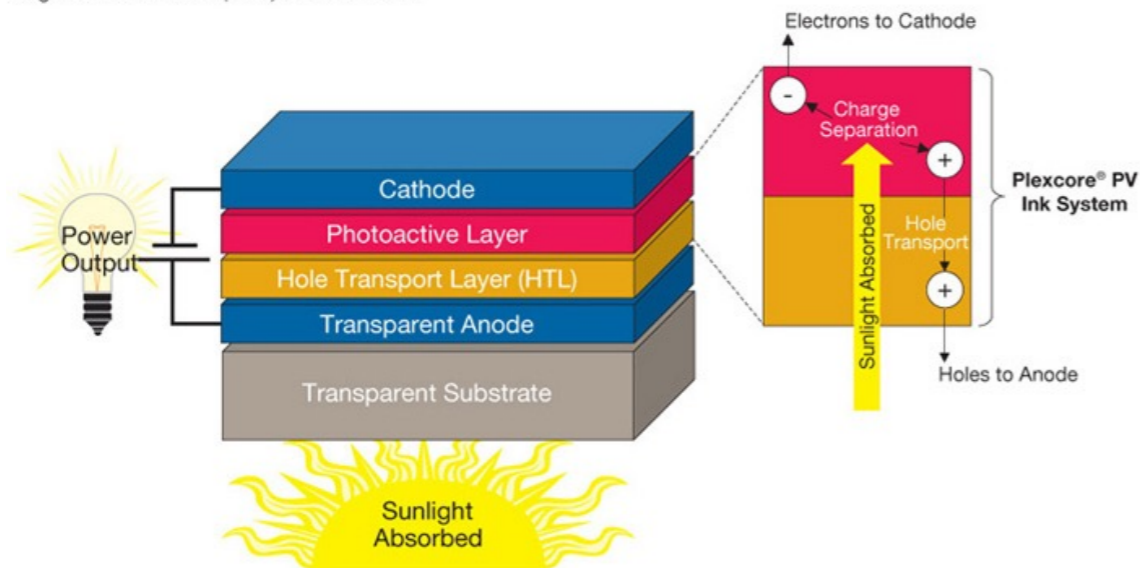 Electrons to Cathode
-
Charge
Separation
+
Plexcore® PV
Ink System
Hole
Transport
+
Sunlight Absorbed
Holes to Anode
Cathode
Photoactive Layer
Hole Transport Layer (HTL)
Transparent Anode
Transparent Substrate
Power
Output
Sunlight
Absorbed